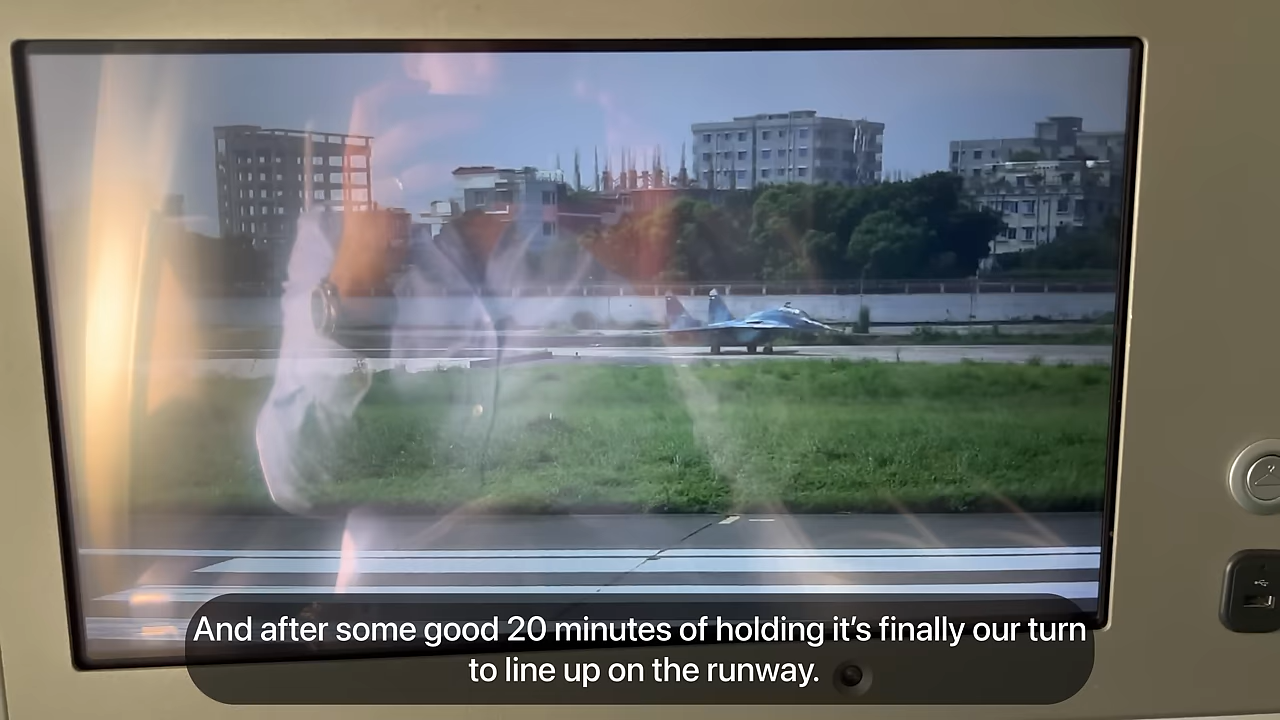 And after some good 20 minutes of holding it’s finally our turn
to line up on the runway.